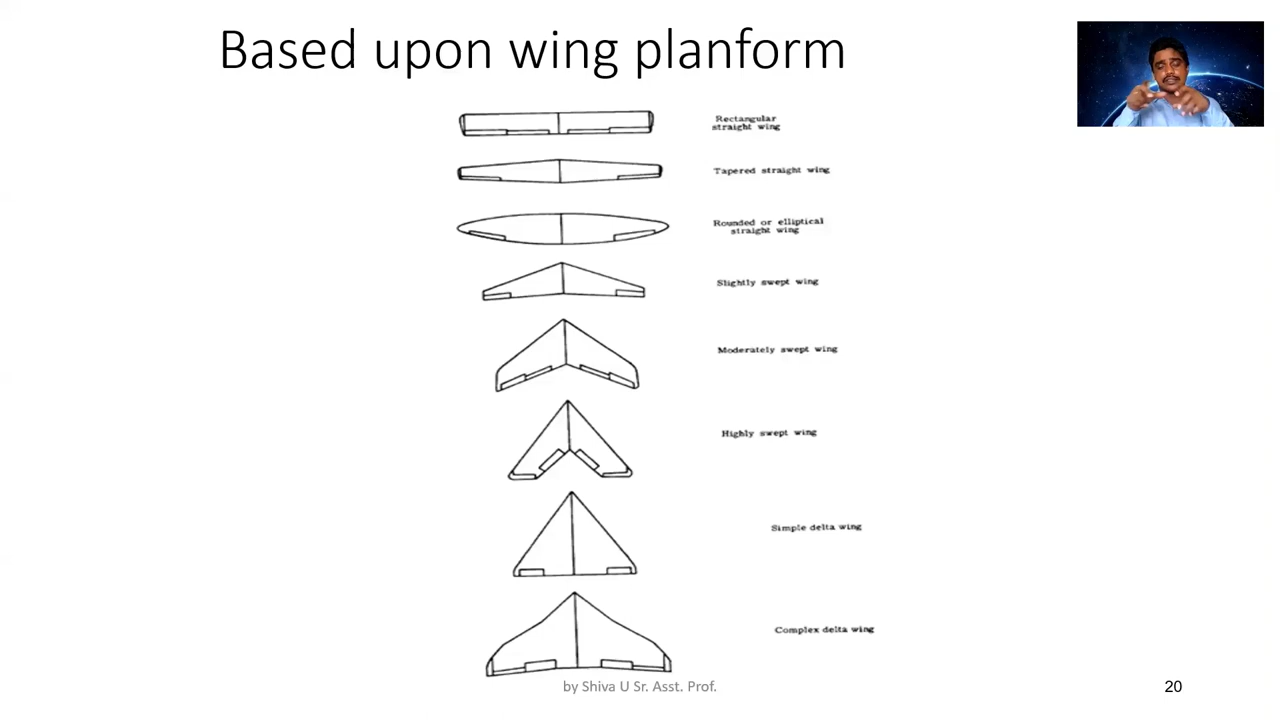 Based upon wing planform
Rectangular
straight wing
Tapered straight wing
Rounded or elliptical
straight wing
Slightly swept wing
Moderately swept wing
Highly swept wing
Simple delta wing
Complex delta wing
by Shiva U Sr. Asst. Prof.
20